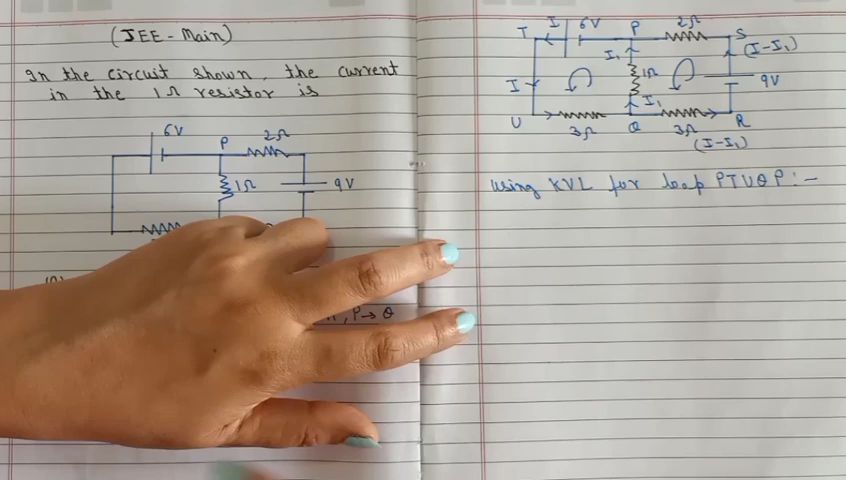 (JEE - Main)
In the circuit shown, the current
in the 1Ω resistor is
6V
P
2Ω
1Ω
9V
, P→Q
T
I
6V
P
2Ω
S
I₁
1Ω
(I-I₁)
9V
I
I₁
U
3Ω
Q
3Ω
R
(I-I₁)
using KVL for loop PTUQP:-